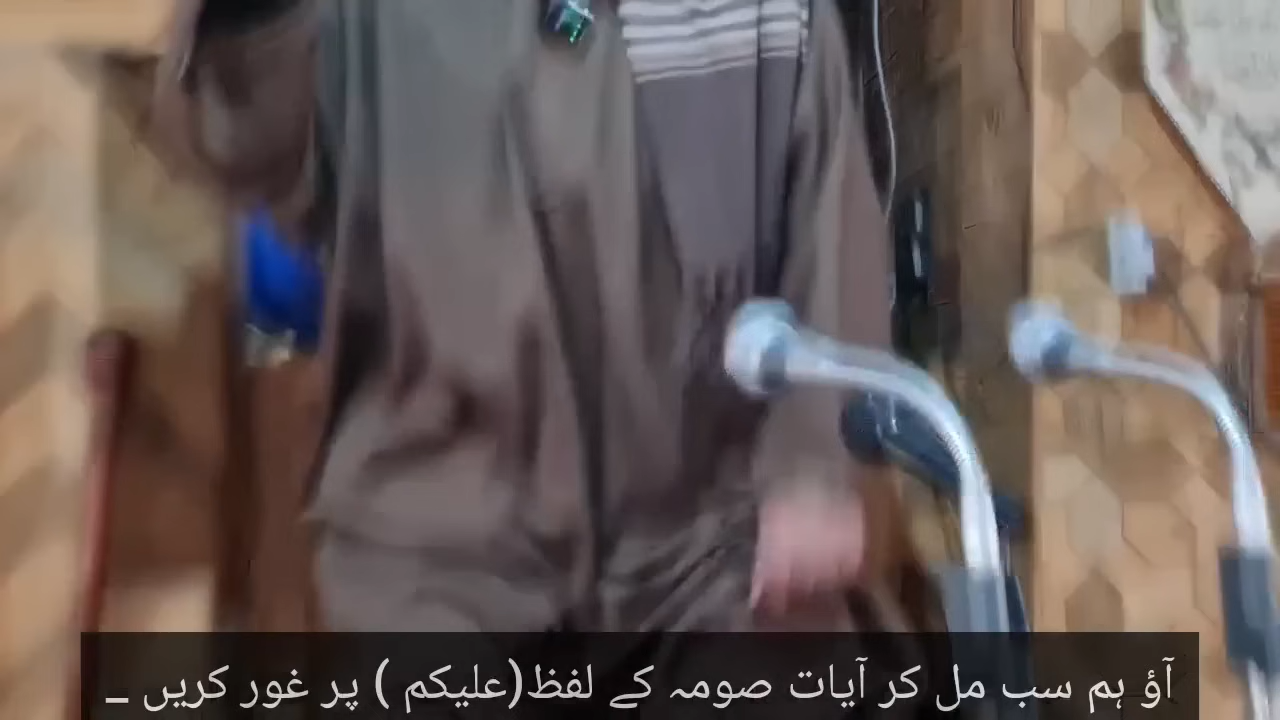 آؤ ہم سب مل کر آیات صومہ کے لفظ(علیکم ) پر غور کریں ـ